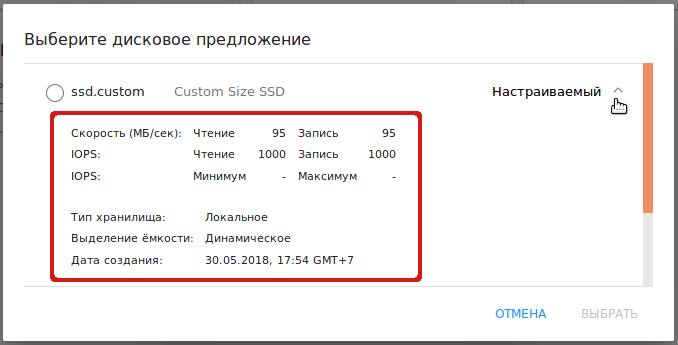 Выберите дисковое предложение
ssd.custom Custom Size SSD Настраиваемый
Скорость (МБ/сек): Чтение 95 Запись 95
IOPS: Чтение 1000 Запись 1000
IOPS: Минимум - Максимум -
Тип хранилища: Локальное
Выделение ёмкости: Динамическое
Дата создания: 30.05.2018, 17:54 GMT+7
ОТМЕНА ВЫБРАТЬ